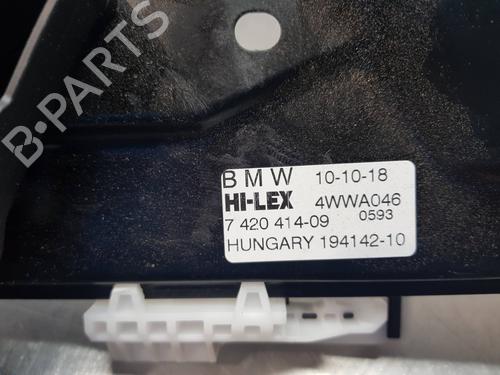 B-PARTS
BMW 10-10-18
HI-LEX 4WWA046
7 420 414-09 0593
HUNGARY 194142-10